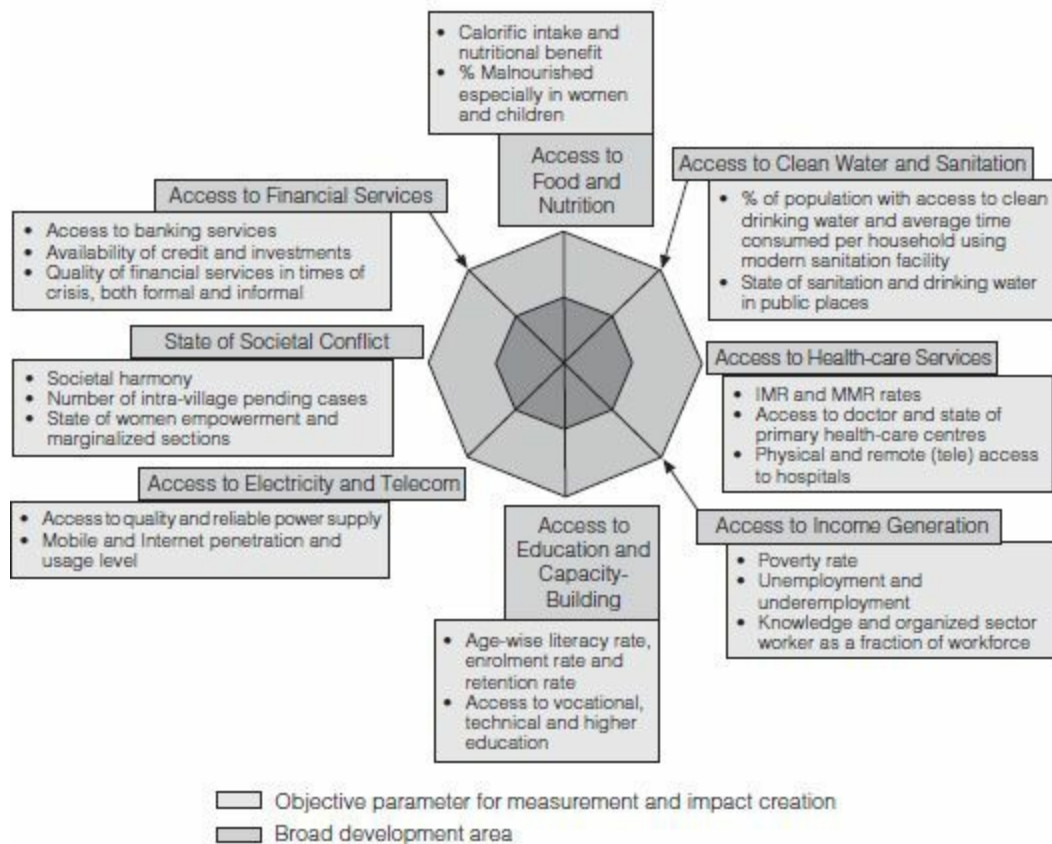 • Calorific intake and
nutritional benefit
• % Malnourished
especially in women
and children
Access to
Food and
Nutrition
Access to Clean Water and Sanitation
• % of population with access to clean
drinking water and average time
consumed per household using
modern sanitation facility
• State of sanitation and drinking water
in public places
Access to Financial Services
• Access to banking services
• Availability of credit and investments
• Quality of financial services in times of
crisis, both formal and informal
State of Societal Conflict
• Societal harmony
• Number of intra-village pending cases
• State of women empowerment and
marginalized sections
Access to Health-care Services
• IMR and MMR rates
• Access to doctor and state of
primary health-care centres
• Physical and remote (tele) access
to hospitals
Access to Electricity and Telecom
• Access to quality and reliable power supply
• Mobile and Internet penetration and
usage level
Access to
Education and
Capacity-
Building
• Age-wise literacy rate,
enrolment rate and
retention rate
• Access to vocational,
technical and higher
education
Access to Income Generation
• Poverty rate
• Unemployment and
underemployment
• Knowledge and organized sector
worker as a fraction of workforce
Objective parameter for measurement and impact creation
Broad development area